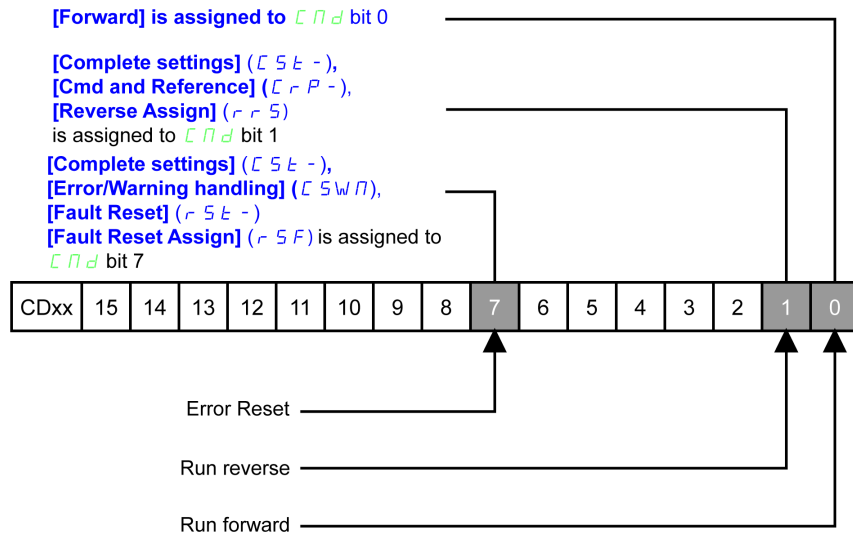 [Forward] is assigned to CMd bit 0
[Complete settings] (CSt-),
[Cmd and Reference] (CrP-),
[Reverse Assign] (rrS)
is assigned to CMd bit 1
[Complete settings] (CSt-),
[Error/Warning handling] (CSWM),
[Fault Reset] (rSt-)
[Fault Reset Assign] (rSF) is assigned to
CMd bit 7
CDxx 15 14 13 12 11 10 9 8 7 6 5 4 3 2 1 0
Error Reset
Run reverse
Run forward